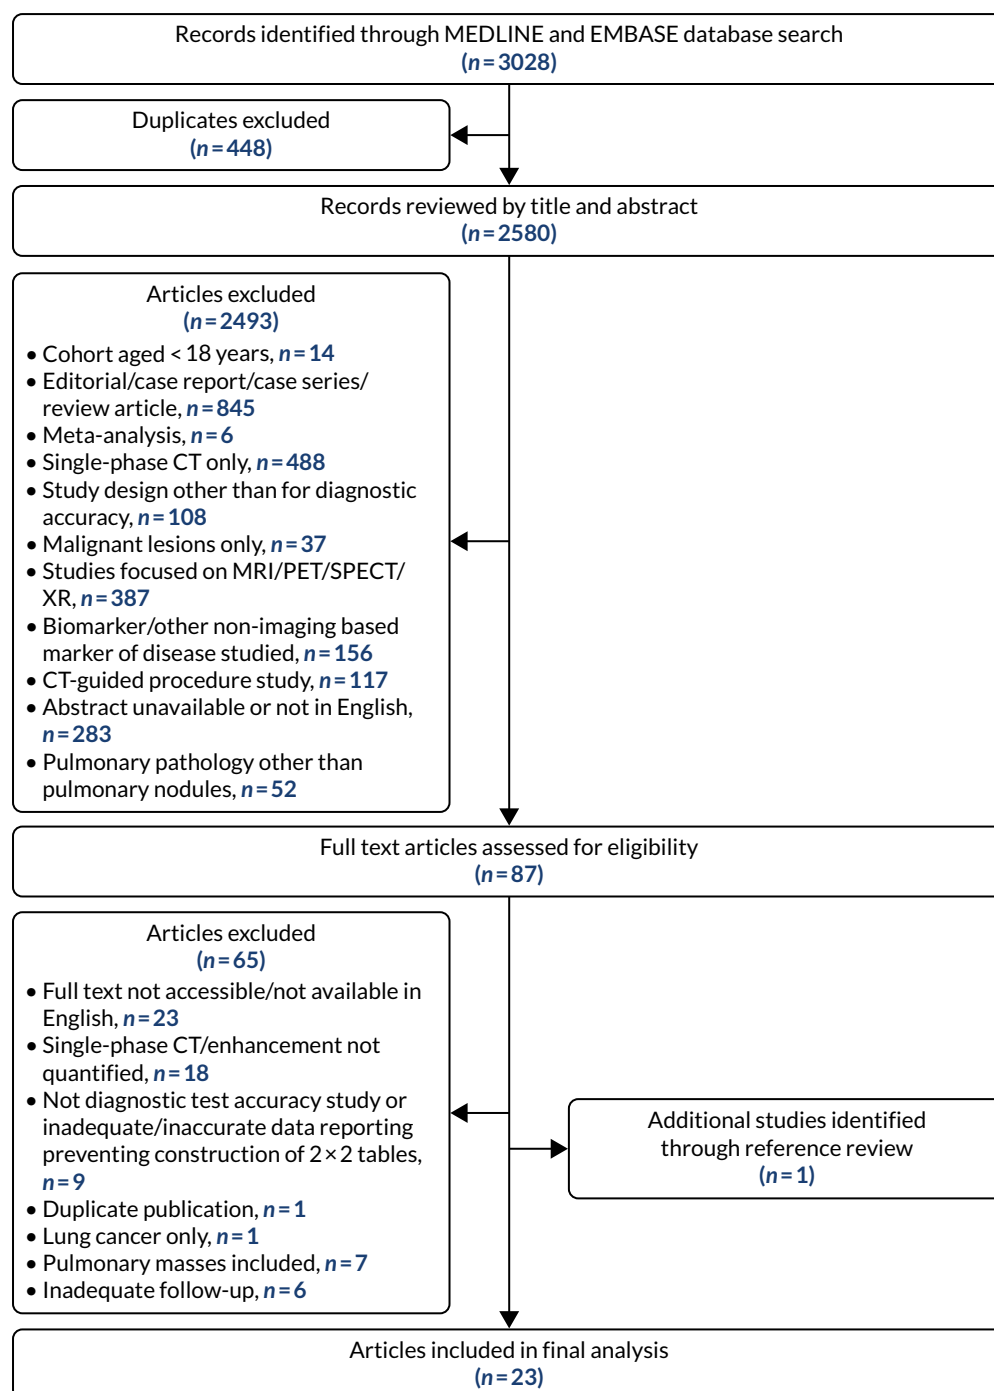 Records identified through MEDLINE and EMBASE database search
(n = 3028)
Duplicates excluded
(n = 448)
Records reviewed by title and abstract
(n = 2580)
Articles excluded
(n = 2493)
• Cohort aged < 18 years, n = 14
• Editorial/case report/case series/
review article, n = 845
• Meta-analysis, n = 6
• Single-phase CT only, n = 488
• Study design other than for diagnostic
accuracy, n = 108
• Malignant lesions only, n = 37
• Studies focused on MRI/PET/SPECT/
XR, n = 387
• Biomarker/other non-imaging based
marker of disease studied, n = 156
• CT-guided procedure study, n = 117
• Abstract unavailable or not in English,
n = 283
• Pulmonary pathology other than
pulmonary nodules, n = 52
Full text articles assessed for eligibility
(n = 87)
Articles excluded
(n = 65)
• Full text not accessible/not available in
English, n = 23
• Single-phase CT/enhancement not
quantified, n = 18
• Not diagnostic test accuracy study or
inadequate/inaccurate data reporting
preventing construction of 2 × 2 tables,
n = 9
• Duplicate publication, n = 1
• Lung cancer only, n = 1
• Pulmonary masses included, n = 7
• Inadequate follow-up, n = 6
Additional studies identified
through reference review
(n = 1)
Articles included in final analysis
(n = 23)